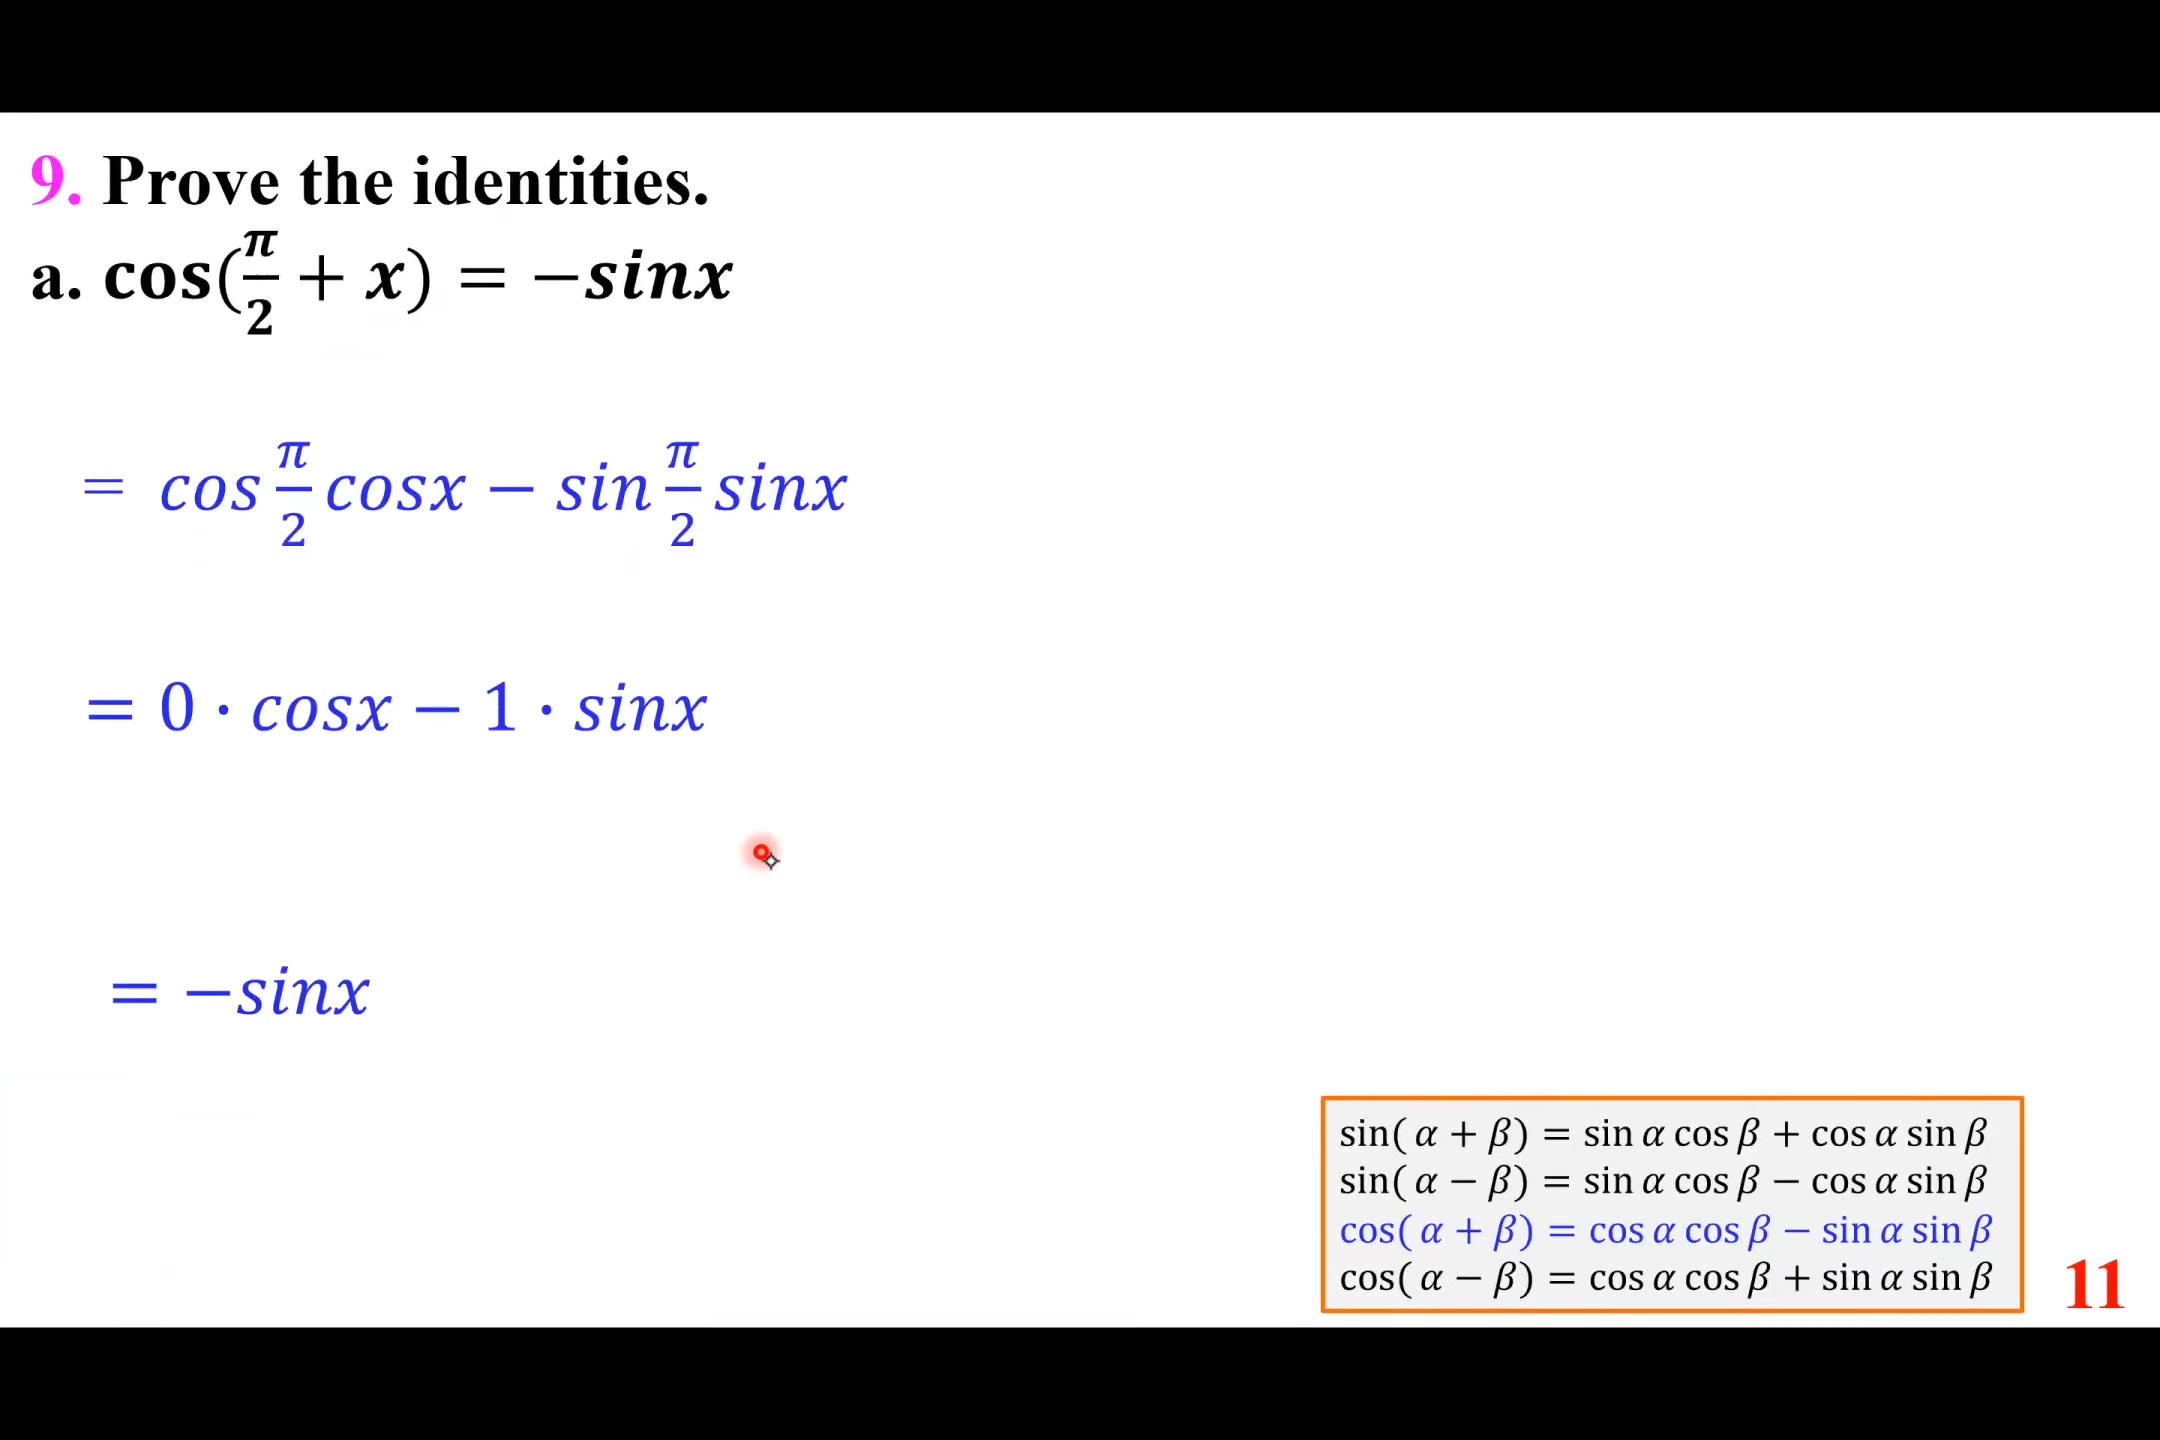 9. Prove the identities.
a. cos(π/2 + x) = −sinx
= cos π/2 cosx − sin π/2 sinx
= 0 · cosx − 1 · sinx
= −sinx
sin( α + β) = sin α cos β + cos α sin β
sin( α − β) = sin α cos β − cos α sin β
cos( α + β) = cos α cos β − sin α sin β
cos( α − β) = cos α cos β + sin α sin β
11